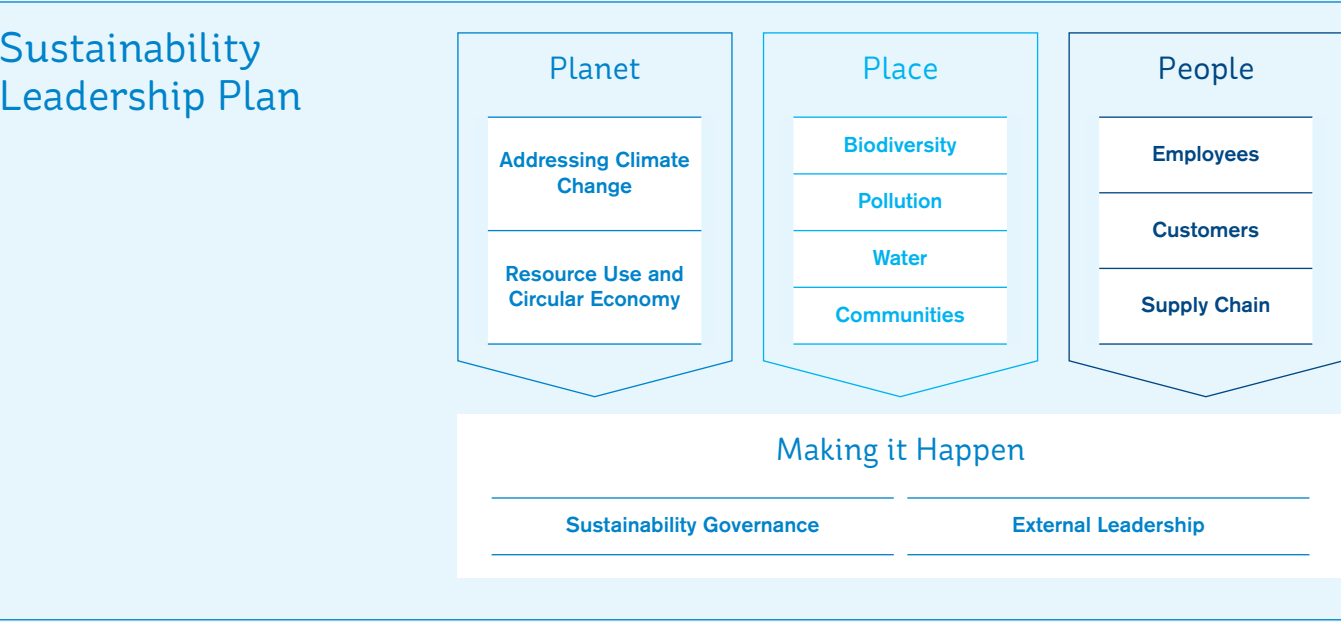 Sustainability
Leadership Plan
Planet
Addressing Climate
Change
Resource Use and
Circular Economy
Place
Biodiversity
Pollution
Water
Communities
People
Employees
Customers
Supply Chain
Making it Happen
Sustainability Governance
External Leadership